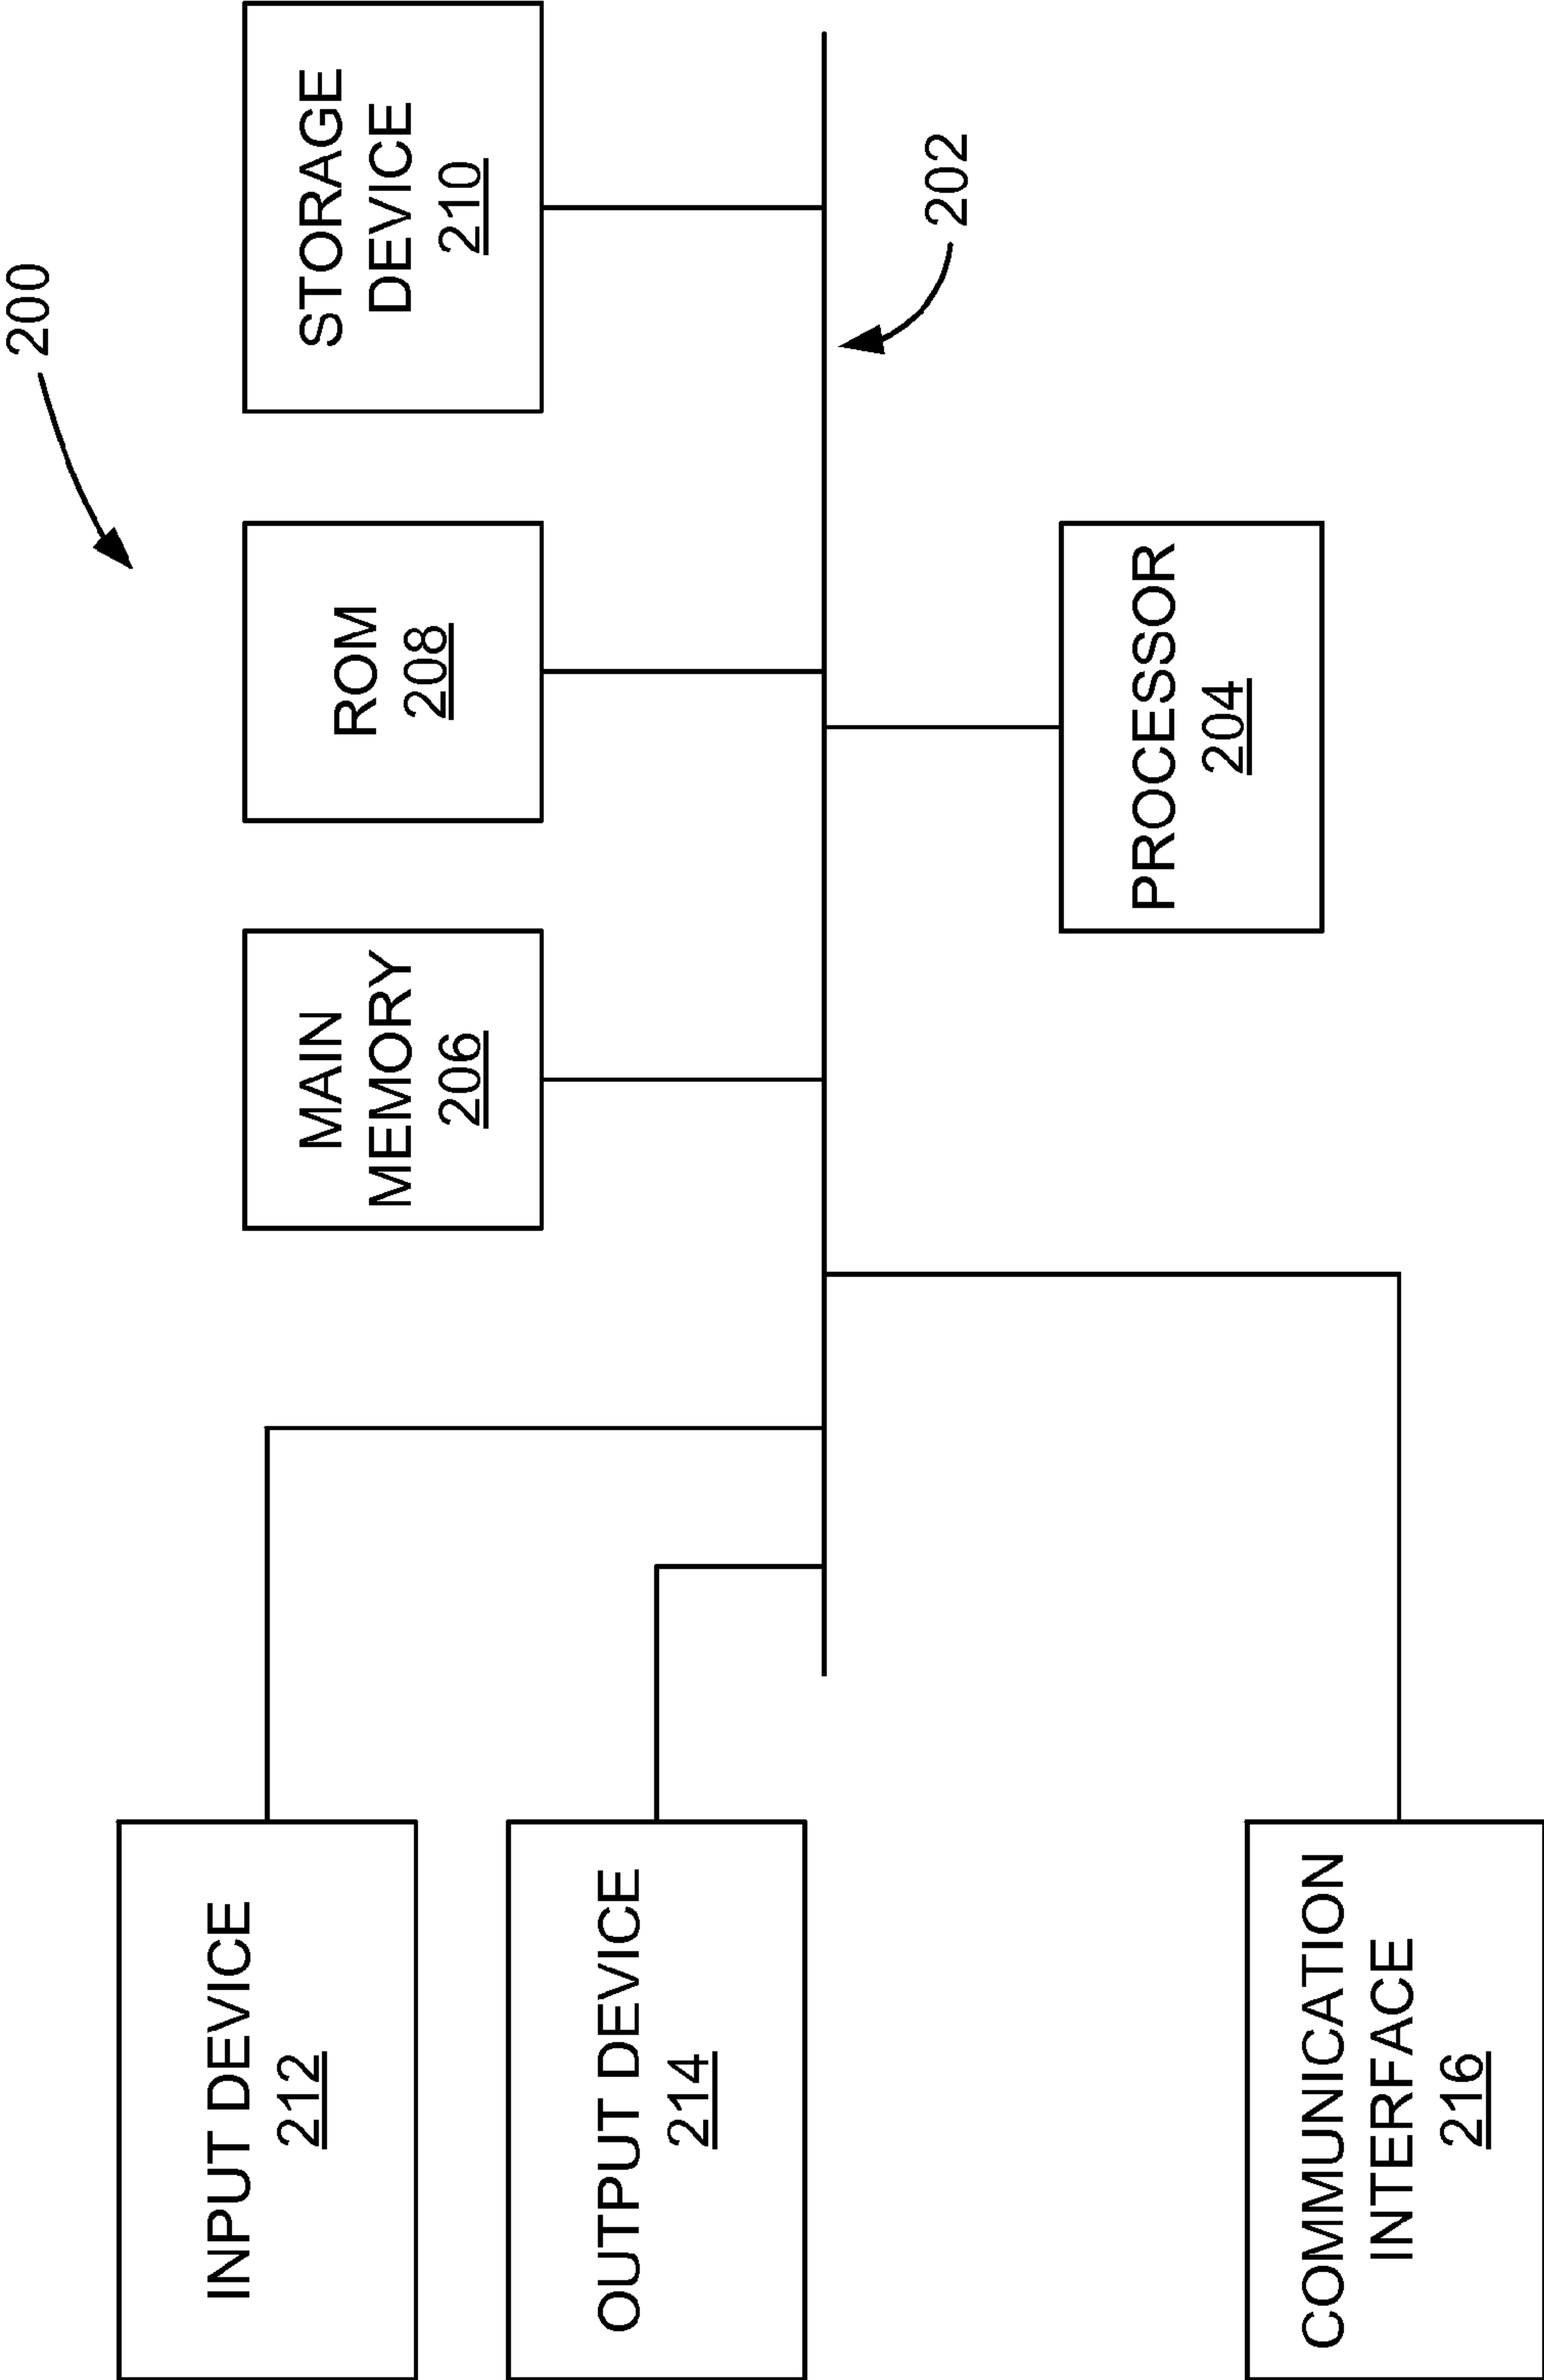 200
INPUT DEVICE
212
MAIN
MEMORY
206
ROM
208
STORAGE
DEVICE
210
OUTPUT DEVICE
214
202
PROCESSOR
204
COMMUNICATION
INTERFACE
216